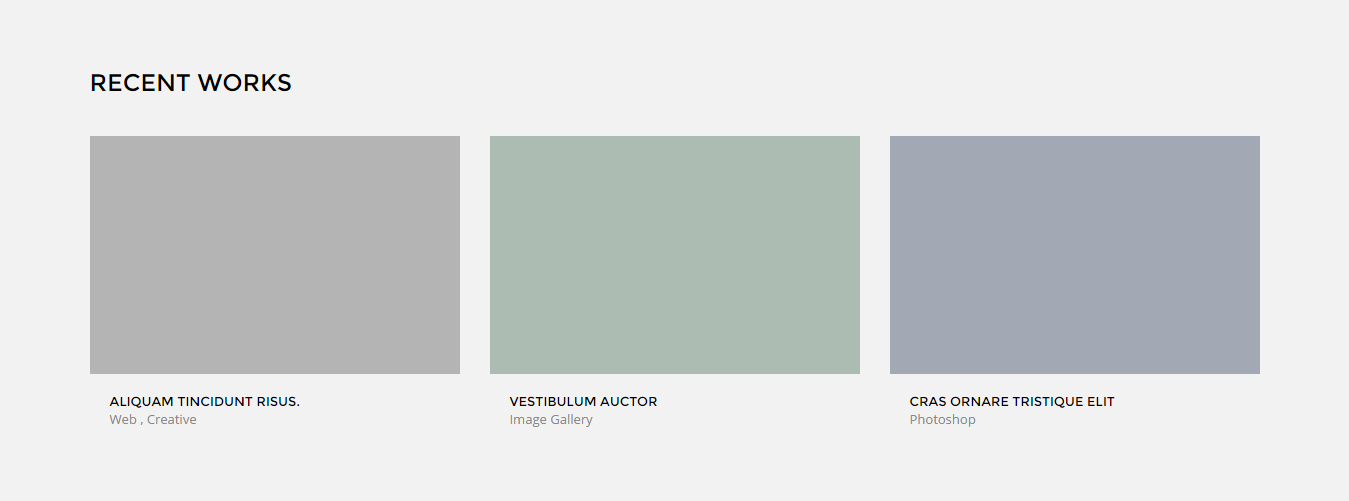 RECENT WORKS
ALIQUAM TINCIDUNT RISUS.
Web , Creative
VESTIBULUM AUCTOR
Image Gallery
CRAS ORNARE TRISTIQUE ELIT
Photoshop